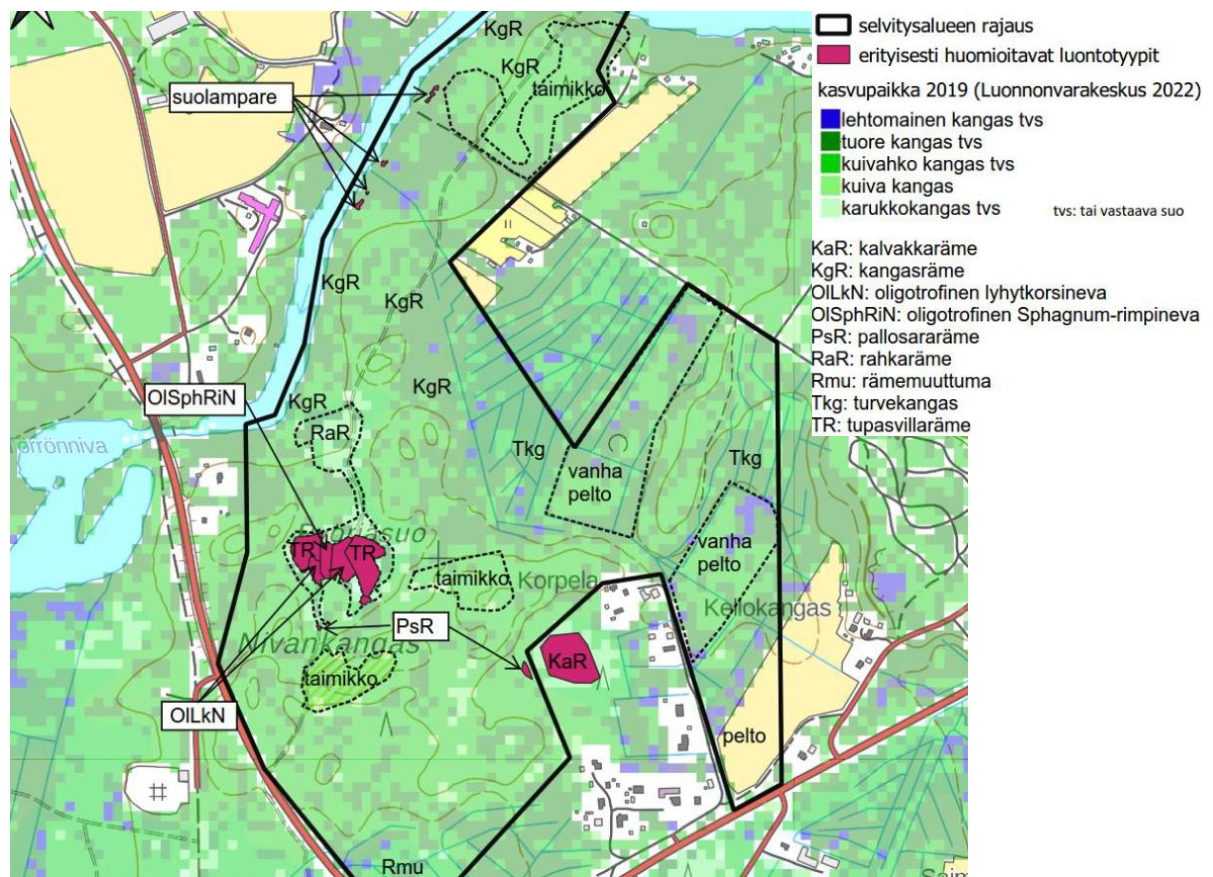 KgR
KgR
taimikko
suolampare
KgR
KgR
KgR
KgR
OlSphRiN
RaR
Tkg
Tkg
vanha
pelto
TR
TR
vanha
pelto
taimikko
Korpela
Kellokangas
PsR
Nivankangas
KaR
taimikko
OlLkN
pelto
Rmu
selvitysalueen rajaus
erityisesti huomioitavat luontotyypit
kasvupaikka 2019 (Luonnonvarakeskus 2022)
lehtomainen kangas tvs
tuore kangas tvs
kuivahko kangas tvs
kuiva kangas
karukkokangas tvs
tvs: tai vastaava suo
KaR: kalvakkaräme
KgR: kangasräme
OlLkN: oligotrofinen lyhytkorsineva
OlSphRiN: oligotrofinen Sphagnum-rimpineva
PsR: pallosararäme
RaR: rahkaräme
Rmu: rämemuuttuma
Tkg: turvekangas
TR: tupasvillaräme